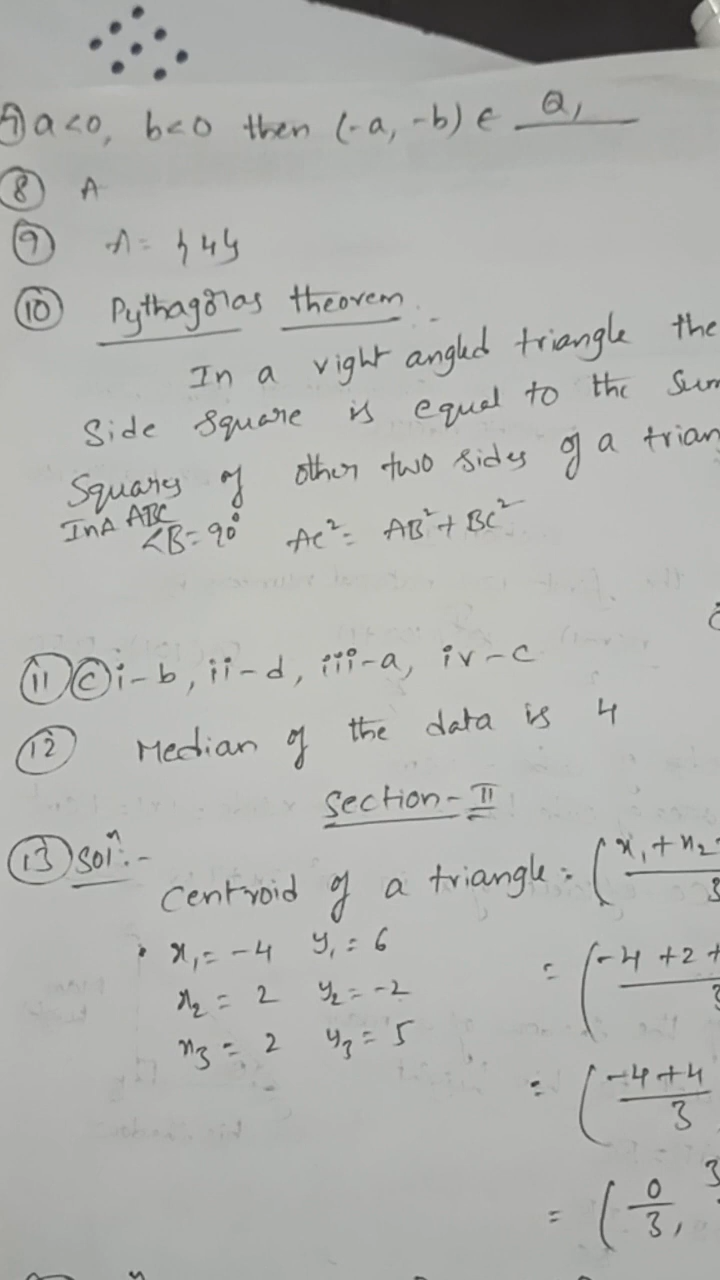 a<0, b<0 then (-a, -b) ∈ Q₁
⑧ A
⑨ A = {4}
⑩ Pythagoras theorem
In a right angled triangle the
Side square is equal to the Sum
Squares of other two sides of a trian
In Δ ABC
∠B = 90° AC² = AB² + BC²
⑪ ⓒ i-b, ii-d, iii-a, iv-c
⑫ Median of the data is 4
Section-II
⑬ Solⁿ:-
Centroid of a triangle = (x₁+x₂
3
x₁ = -4 y₁ = 6
= (-4+2+
x₂ = 2 y₂ = -2
x₃ = 2 y₃ = 5
= (-4+4
3
= (0/3,